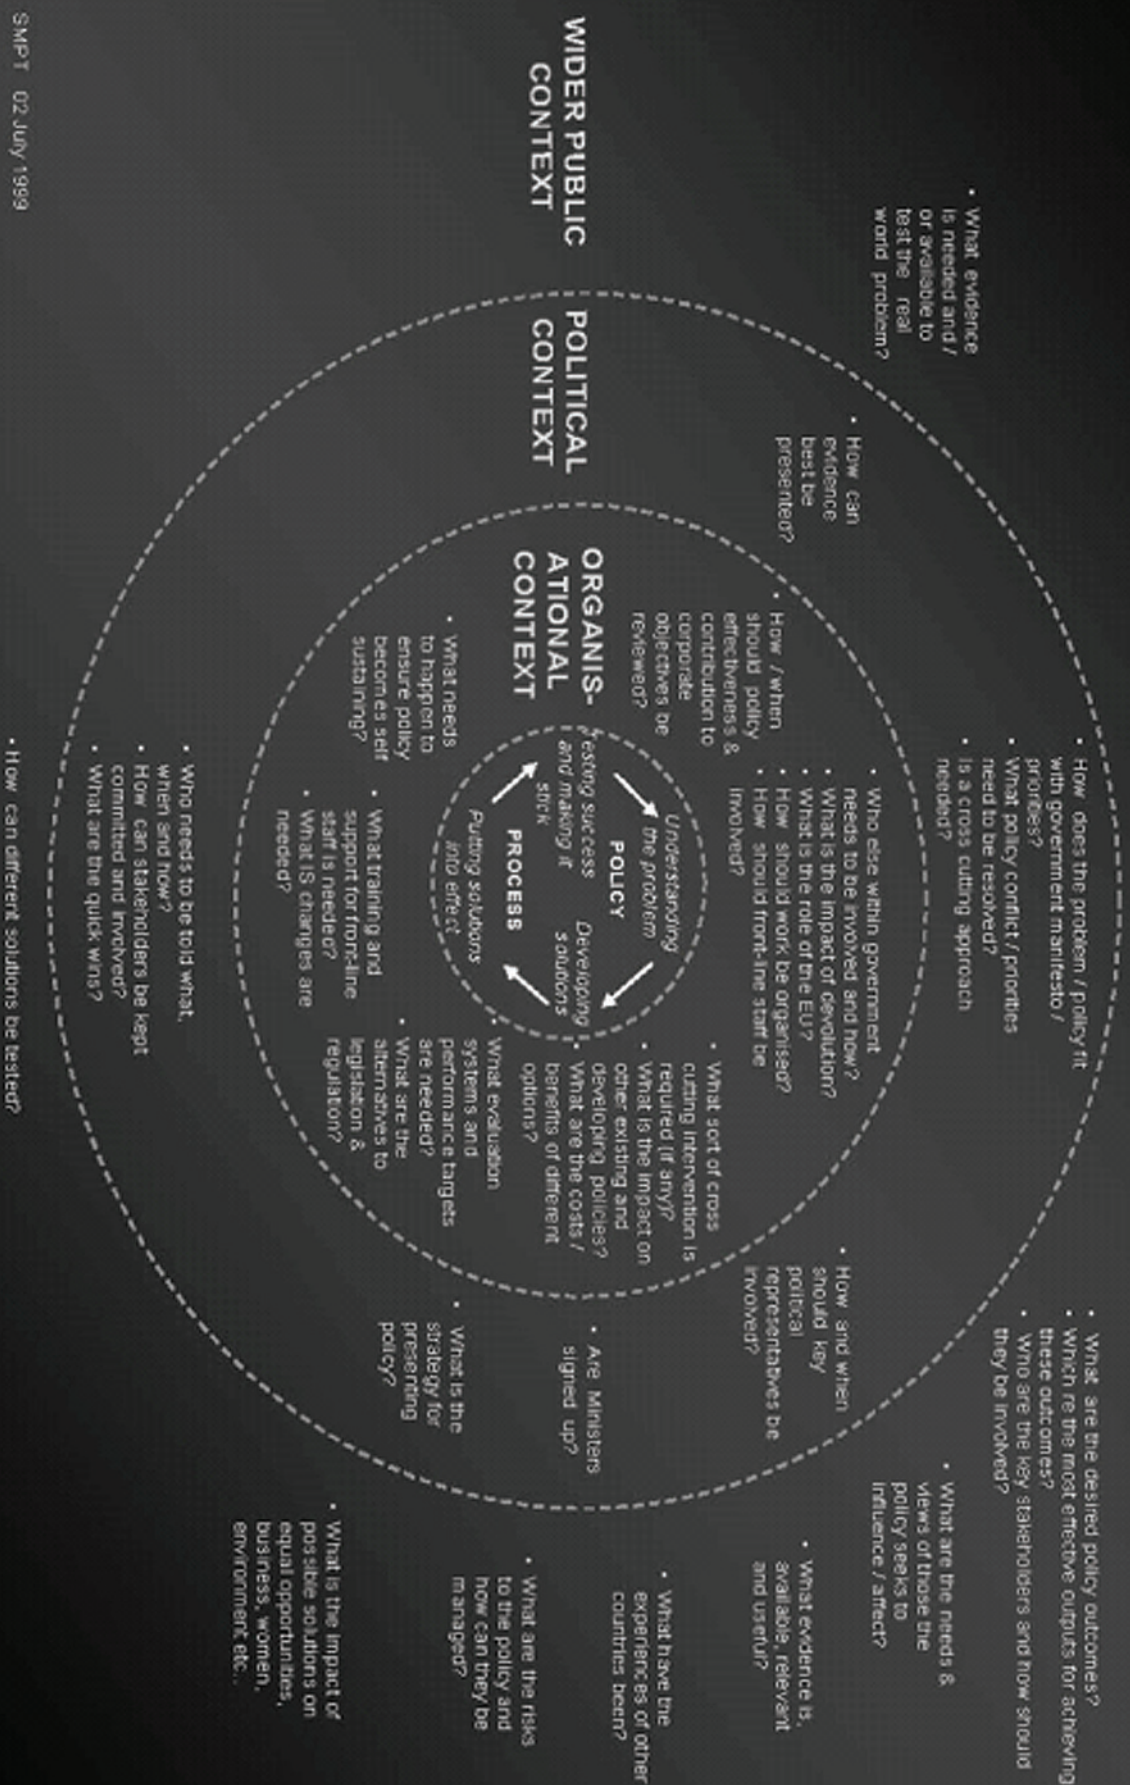 • What are the desired policy outcomes?
• Which re the most effective outputs for achieving
these outcomes?
• Who are the key stakeholders and how should
they be involved?
• How does the problem / policy fit
with government manifesto /
priorities?
• What policy conflict / priorities
need to be resolved?
• Is a cross cutting approach
needed?
• What evidence
is needed and /
or available to
test the real
world problem?
• What are the needs &
views of those the
policy seeks to
influence / affect?
• How can
evidence
best be
presented?
• Who else within government
needs to be involved and how?
• What is the impact of devolution?
• What is the role of the EU?
• How should work be organised?
• How should front-line staff be
involved?
• How and when
should key
political
representatives be
involved?
• What evidence is,
available, relevant
and useful?
• How / when
should policy
effectiveness &
contribution to
corporate
objectives be
reviewed?
• What sort of cross
cutting intervention is
required (if any)?
• What is the impact on
other existing and
developing policies?
• What are the costs /
benefits of different
options?
Understanding
the problem
• What have the
experiences of other
countries been?
WIDER PUBLIC
CONTEXT
POLITICAL
CONTEXT
ORGANIS-
ATIONAL
CONTEXT
Testing success
and making it
stick
POLICY
PROCESS
Developing
solutions
• Are Ministers
signed up?
Putting solutions
into effect
• What evaluation
systems and
performance targets
are needed?
• What are the
alternatives to
legislation &
regulation?
• What are the risks
to the policy and
how can they be
managed?
• What needs
to happen to
ensure policy
becomes self
sustaining?
• What is the
strategy for
presenting
policy?
• What training and
support for front-line
staff is needed?
• What IS changes are
needed?
• What is the impact of
possible solutions on
equal opportunities,
business, women,
environment etc.
• Who needs to be told what,
when and how?
• How can stakeholders be kept
committed and involved?
• What are the quick wins?
SMPT 02 July 1999
• How can different solutions be tested?